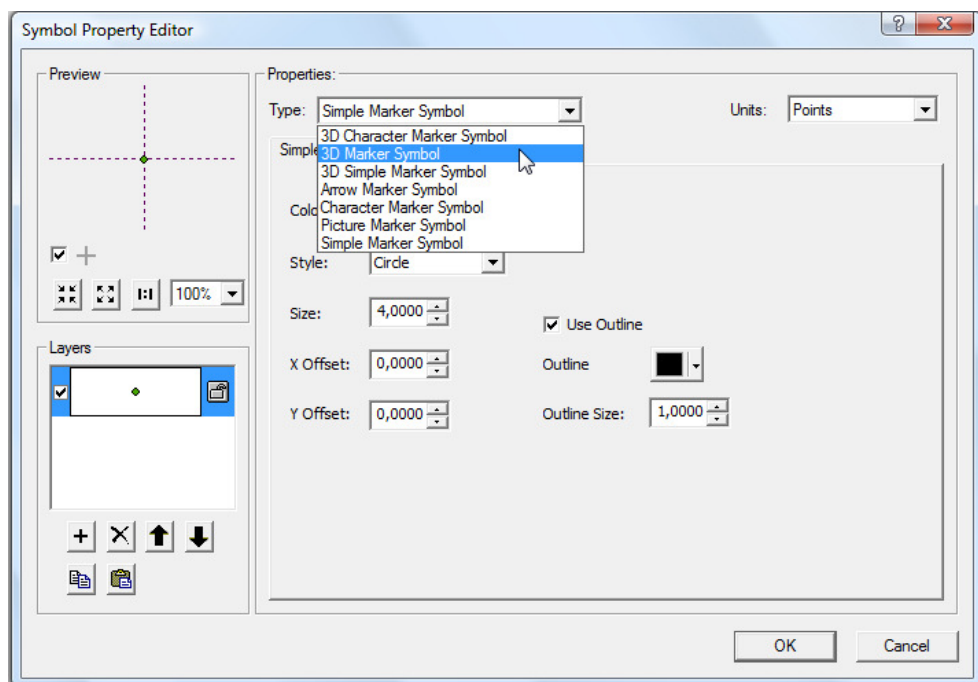 Symbol Property Editor
Preview
Properties:
Type: Simple Marker Symbol Units: Points
3D Character Marker Symbol
3D Marker Symbol
3D Simple Marker Symbol
Arrow Marker Symbol
Character Marker Symbol
Picture Marker Symbol
Simple Marker Symbol
Simple
Colo
Style: Circle
100%
Size: 4,0000
Use Outline
Layers
X Offset: 0,0000 Outline
Y Offset: 0,0000 Outline Size: 1,0000
OK Cancel